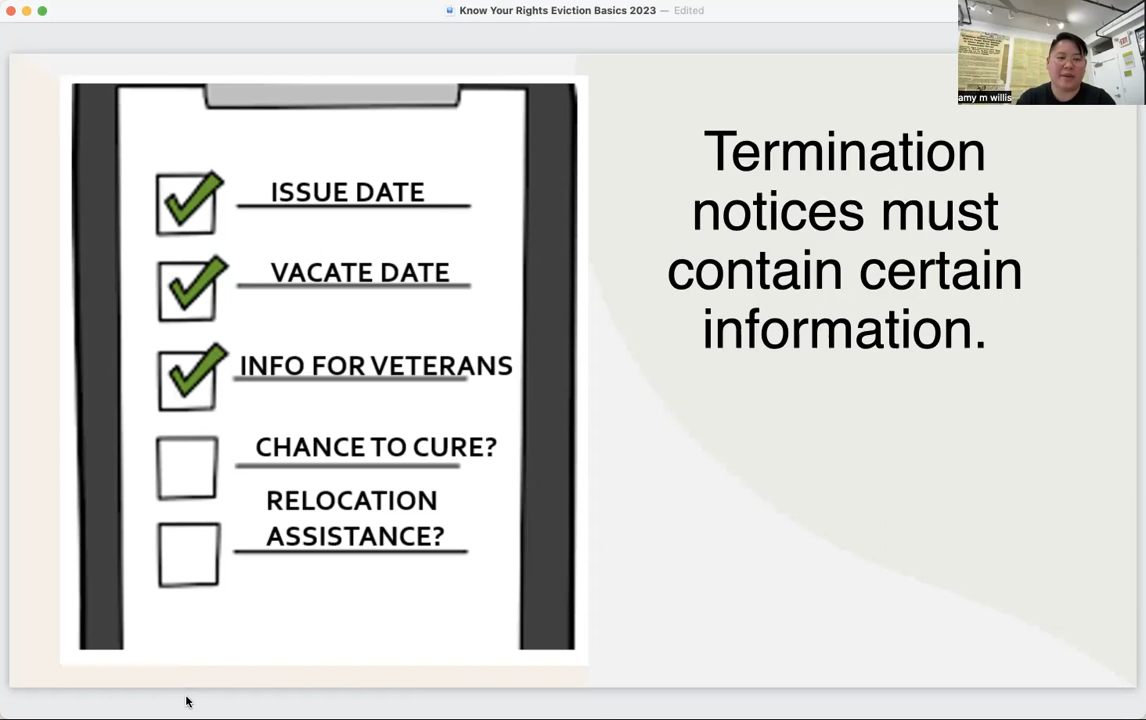 Know Your Rights Eviction Basics 2023 — Edited
amy m willis
ISSUE DATE
VACATE DATE
INFO FOR VETERANS
CHANCE TO CURE?
RELOCATION
ASSISTANCE?
Termination
notices must
contain certain
information.